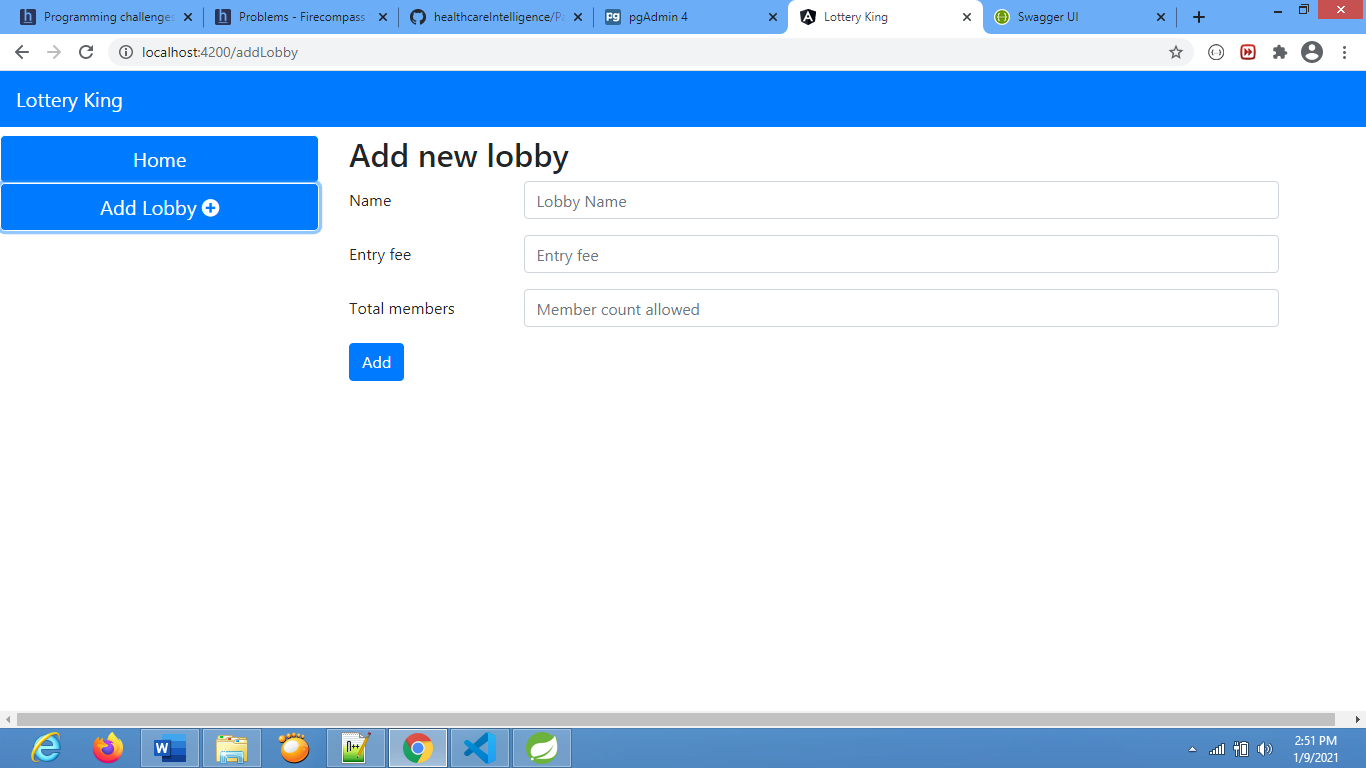 Programming challenges
Problems - Firecompass
healthcareIntelligence/Pa
pgAdmin 4
Lottery King
Swagger UI
localhost:4200/addLobby
Lottery King
Home
Add Lobby
Add new lobby
Name
Lobby Name
Entry fee
Entry fee
Total members
Member count allowed
Add
2:51 PM
1/9/2021